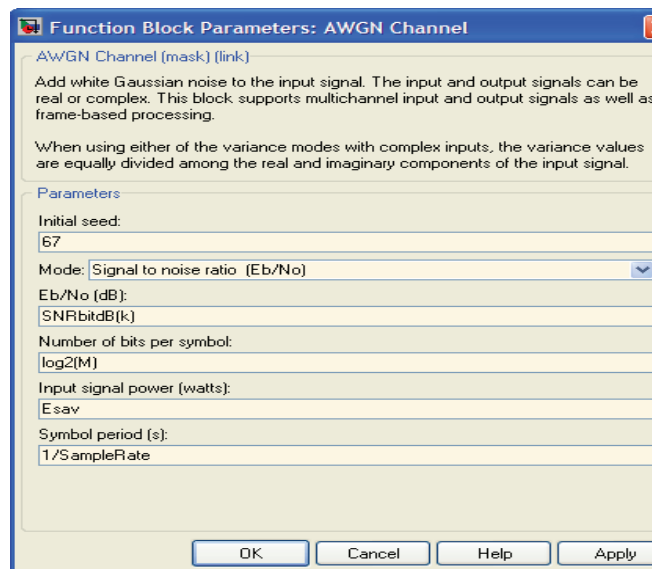 Function Block Parameters: AWGN Channel
AWGN Channel (mask) (link)
Add white Gaussian noise to the input signal. The input and output signals can be
real or complex. This block supports multichannel input and output signals as well as
frame-based processing.
When using either of the variance modes with complex inputs, the variance values
are equally divided among the real and imaginary components of the input signal.
Parameters
Initial seed:
67
Mode: Signal to noise ratio (Eb/No)
Eb/No (dB):
SNRbitdB(k)
Number of bits per symbol:
log2(M)
Input signal power (watts):
Esav
Symbol period (s):
1/SampleRate
OK Cancel Help Apply